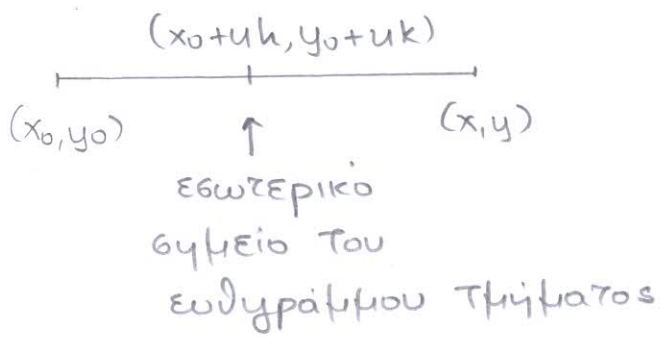 (x₀+uh, y₀+uk)
(x₀,y₀)
(x,y)
εσωτερικό
σημείο του
ευθυγράμμου τμήματος